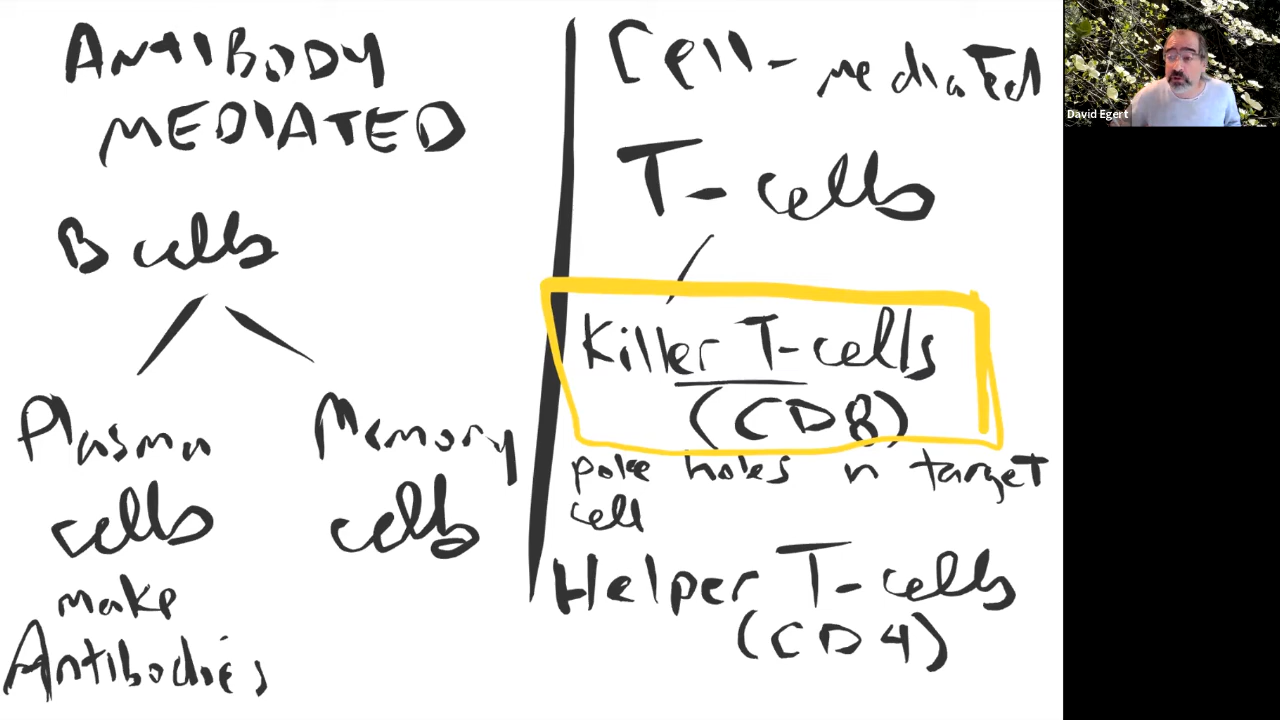 ANTIBODY
MEDIATED
B cells
Plasma
cells
make
Antibodies
Memory
cells
Cell-mediated
T-cells
Killer T-cells
(CD8)
poke holes n target
cell
Helper T-cells
(CD4)
David Egert